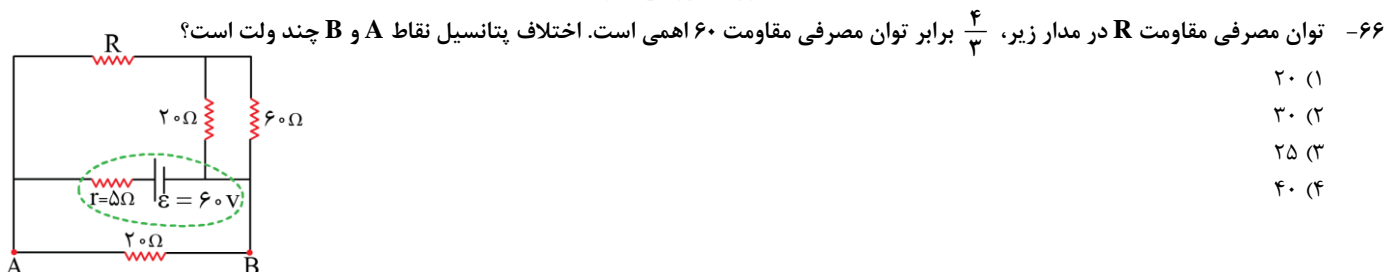 ۶۶- توان مصرفی مقاومت R در مدار زیر، ۴/۳ برابر توان مصرفی مقاومت ۶۰ اهمی است. اختلاف پتانسیل نقاط A و B چند ولت است؟
۱) ۲۰
۲) ۳۰
۳) ۲۵
۴) ۴۰
R
۲۰Ω
۶۰Ω
r=۵Ω
ε = ۶۰v
۲۰Ω
A
B